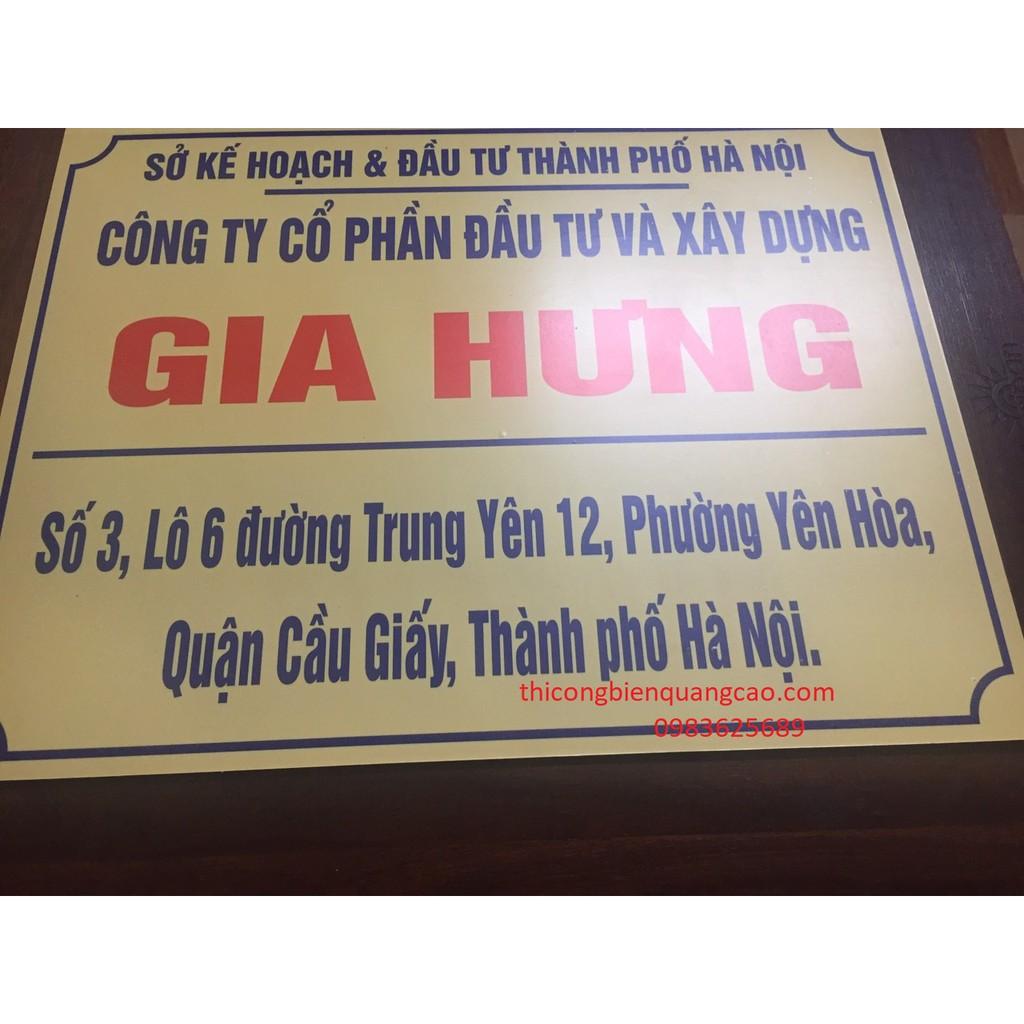 SỞ KẾ HOẠCH & ĐẦU TƯ THÀNH PHỐ HÀ NỘI
CÔNG TY CỔ PHẦN ĐẦU TƯ VÀ XÂY DỰNG
GIA HƯNG
Số 3, Lô 6 đường Trung Yên 12, Phường Yên Hòa,
Quận Cầu Giấy, Thành phố Hà Nội.
thicongbienquangcao.com
0983625689